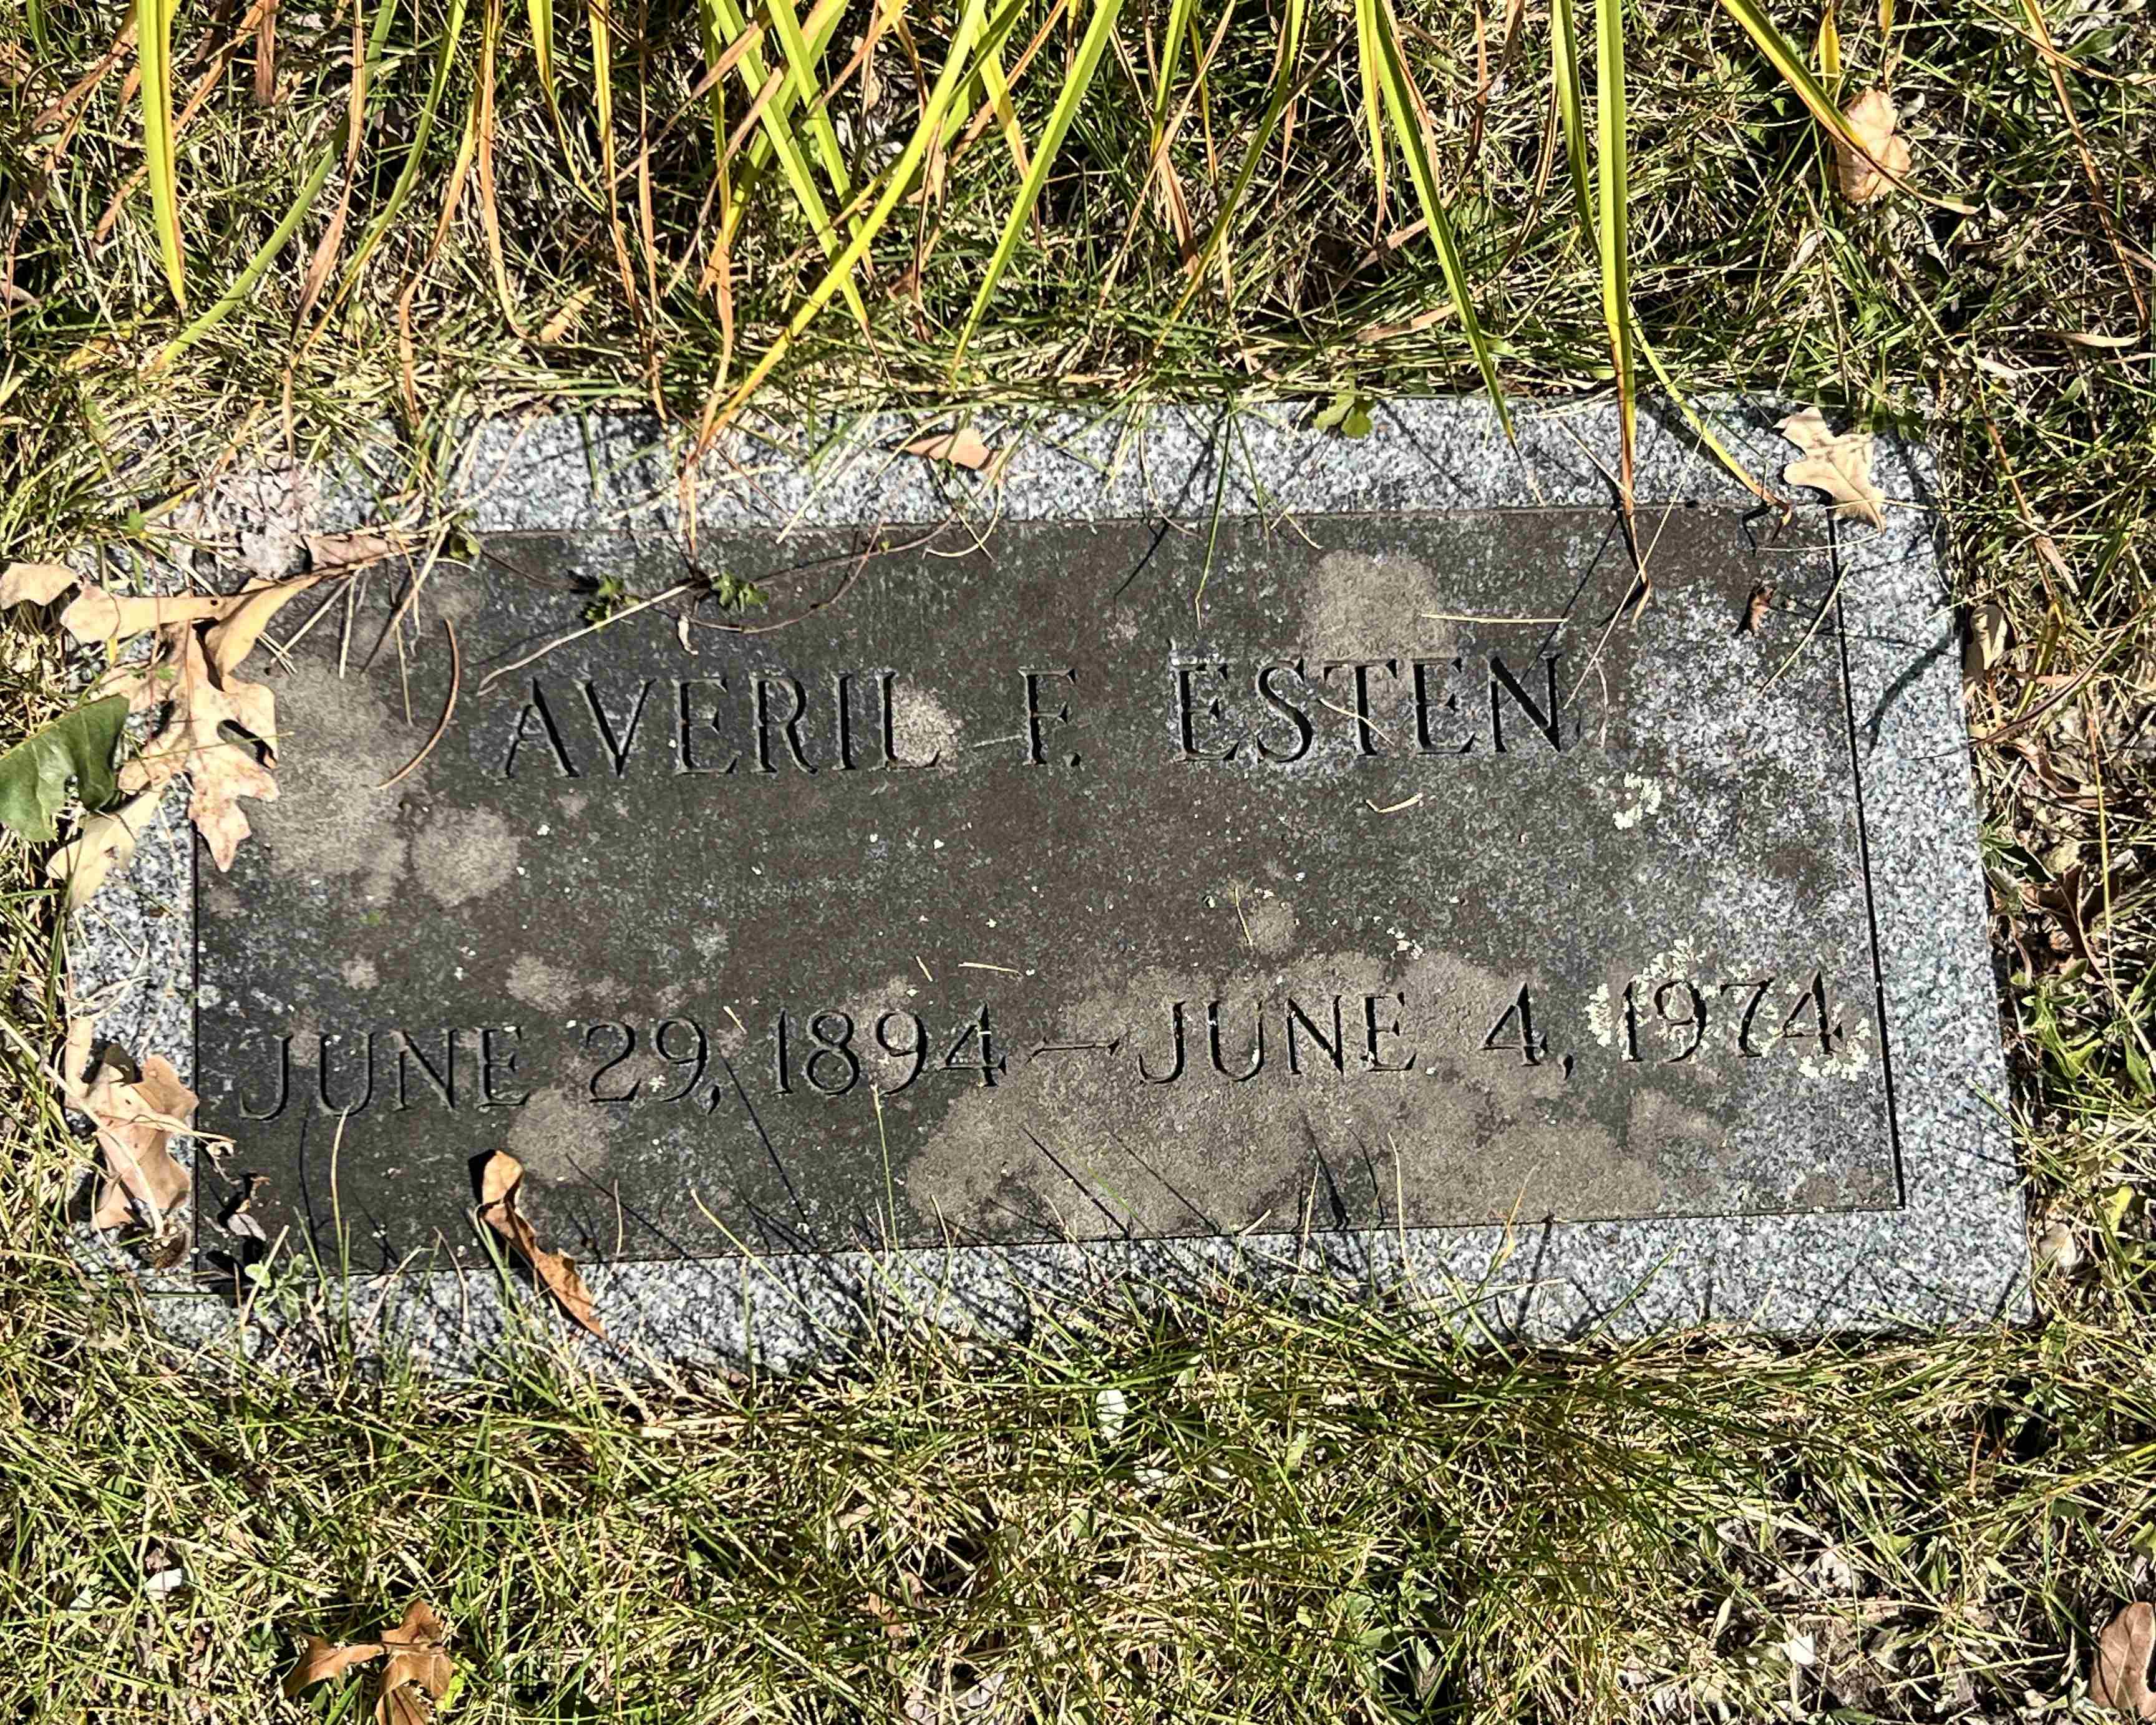 AVERIL F. ESTEN
JUNE 29, 1894 — JUNE 4, 1974